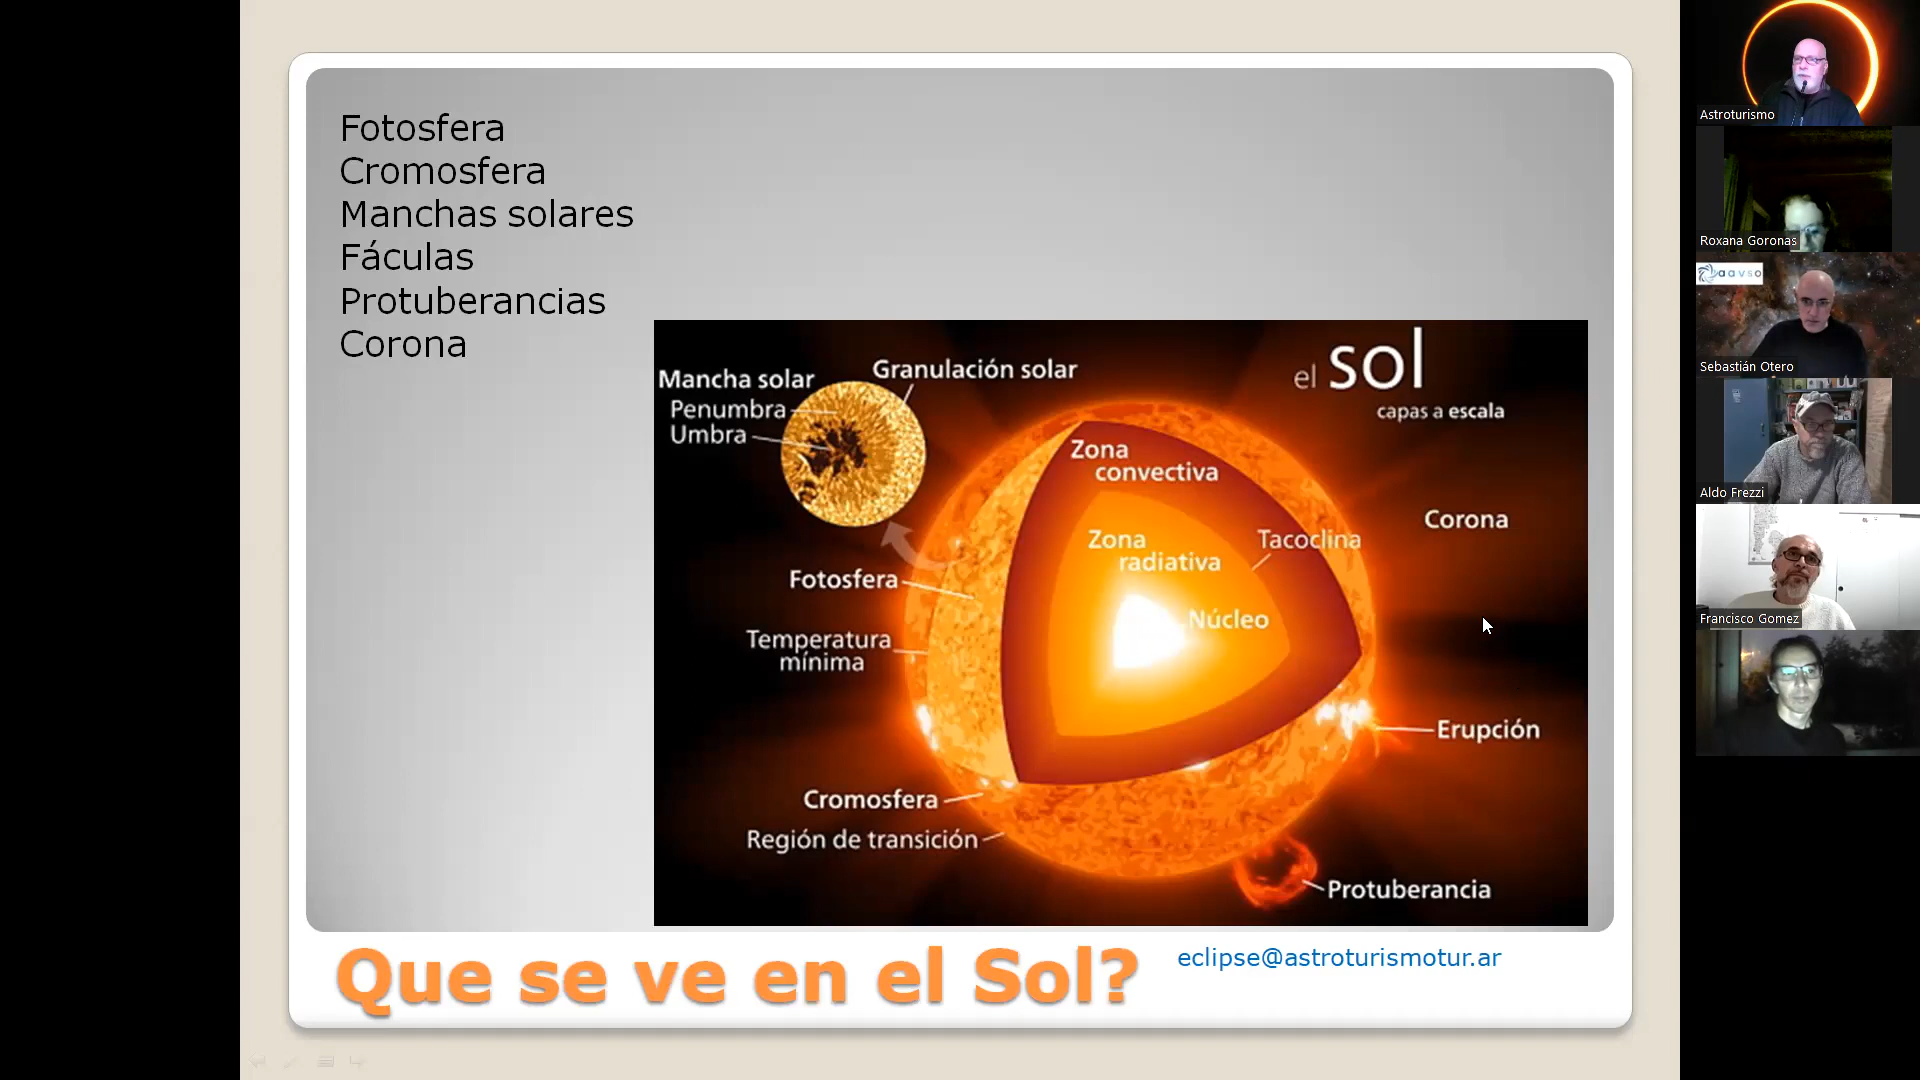 Fotosfera
Cromosfera
Manchas solares
Fáculas
Protuberancias
Corona
el sol
capas a escala
Mancha solar
Penumbra
Umbra
Granulación solar
Zona
convectiva
Zona
radiativa
Tacoclina
Núcleo
Corona
Fotosfera
Temperatura
mínima
Erupción
Cromosfera
Región de transición
Protuberancia
Que se ve en el Sol?
eclipse@astroturismotur.ar
Astroturismo
Roxana Goronas
aavso
Sebastián Otero
Aldo Frezzi
Francisco Gomez